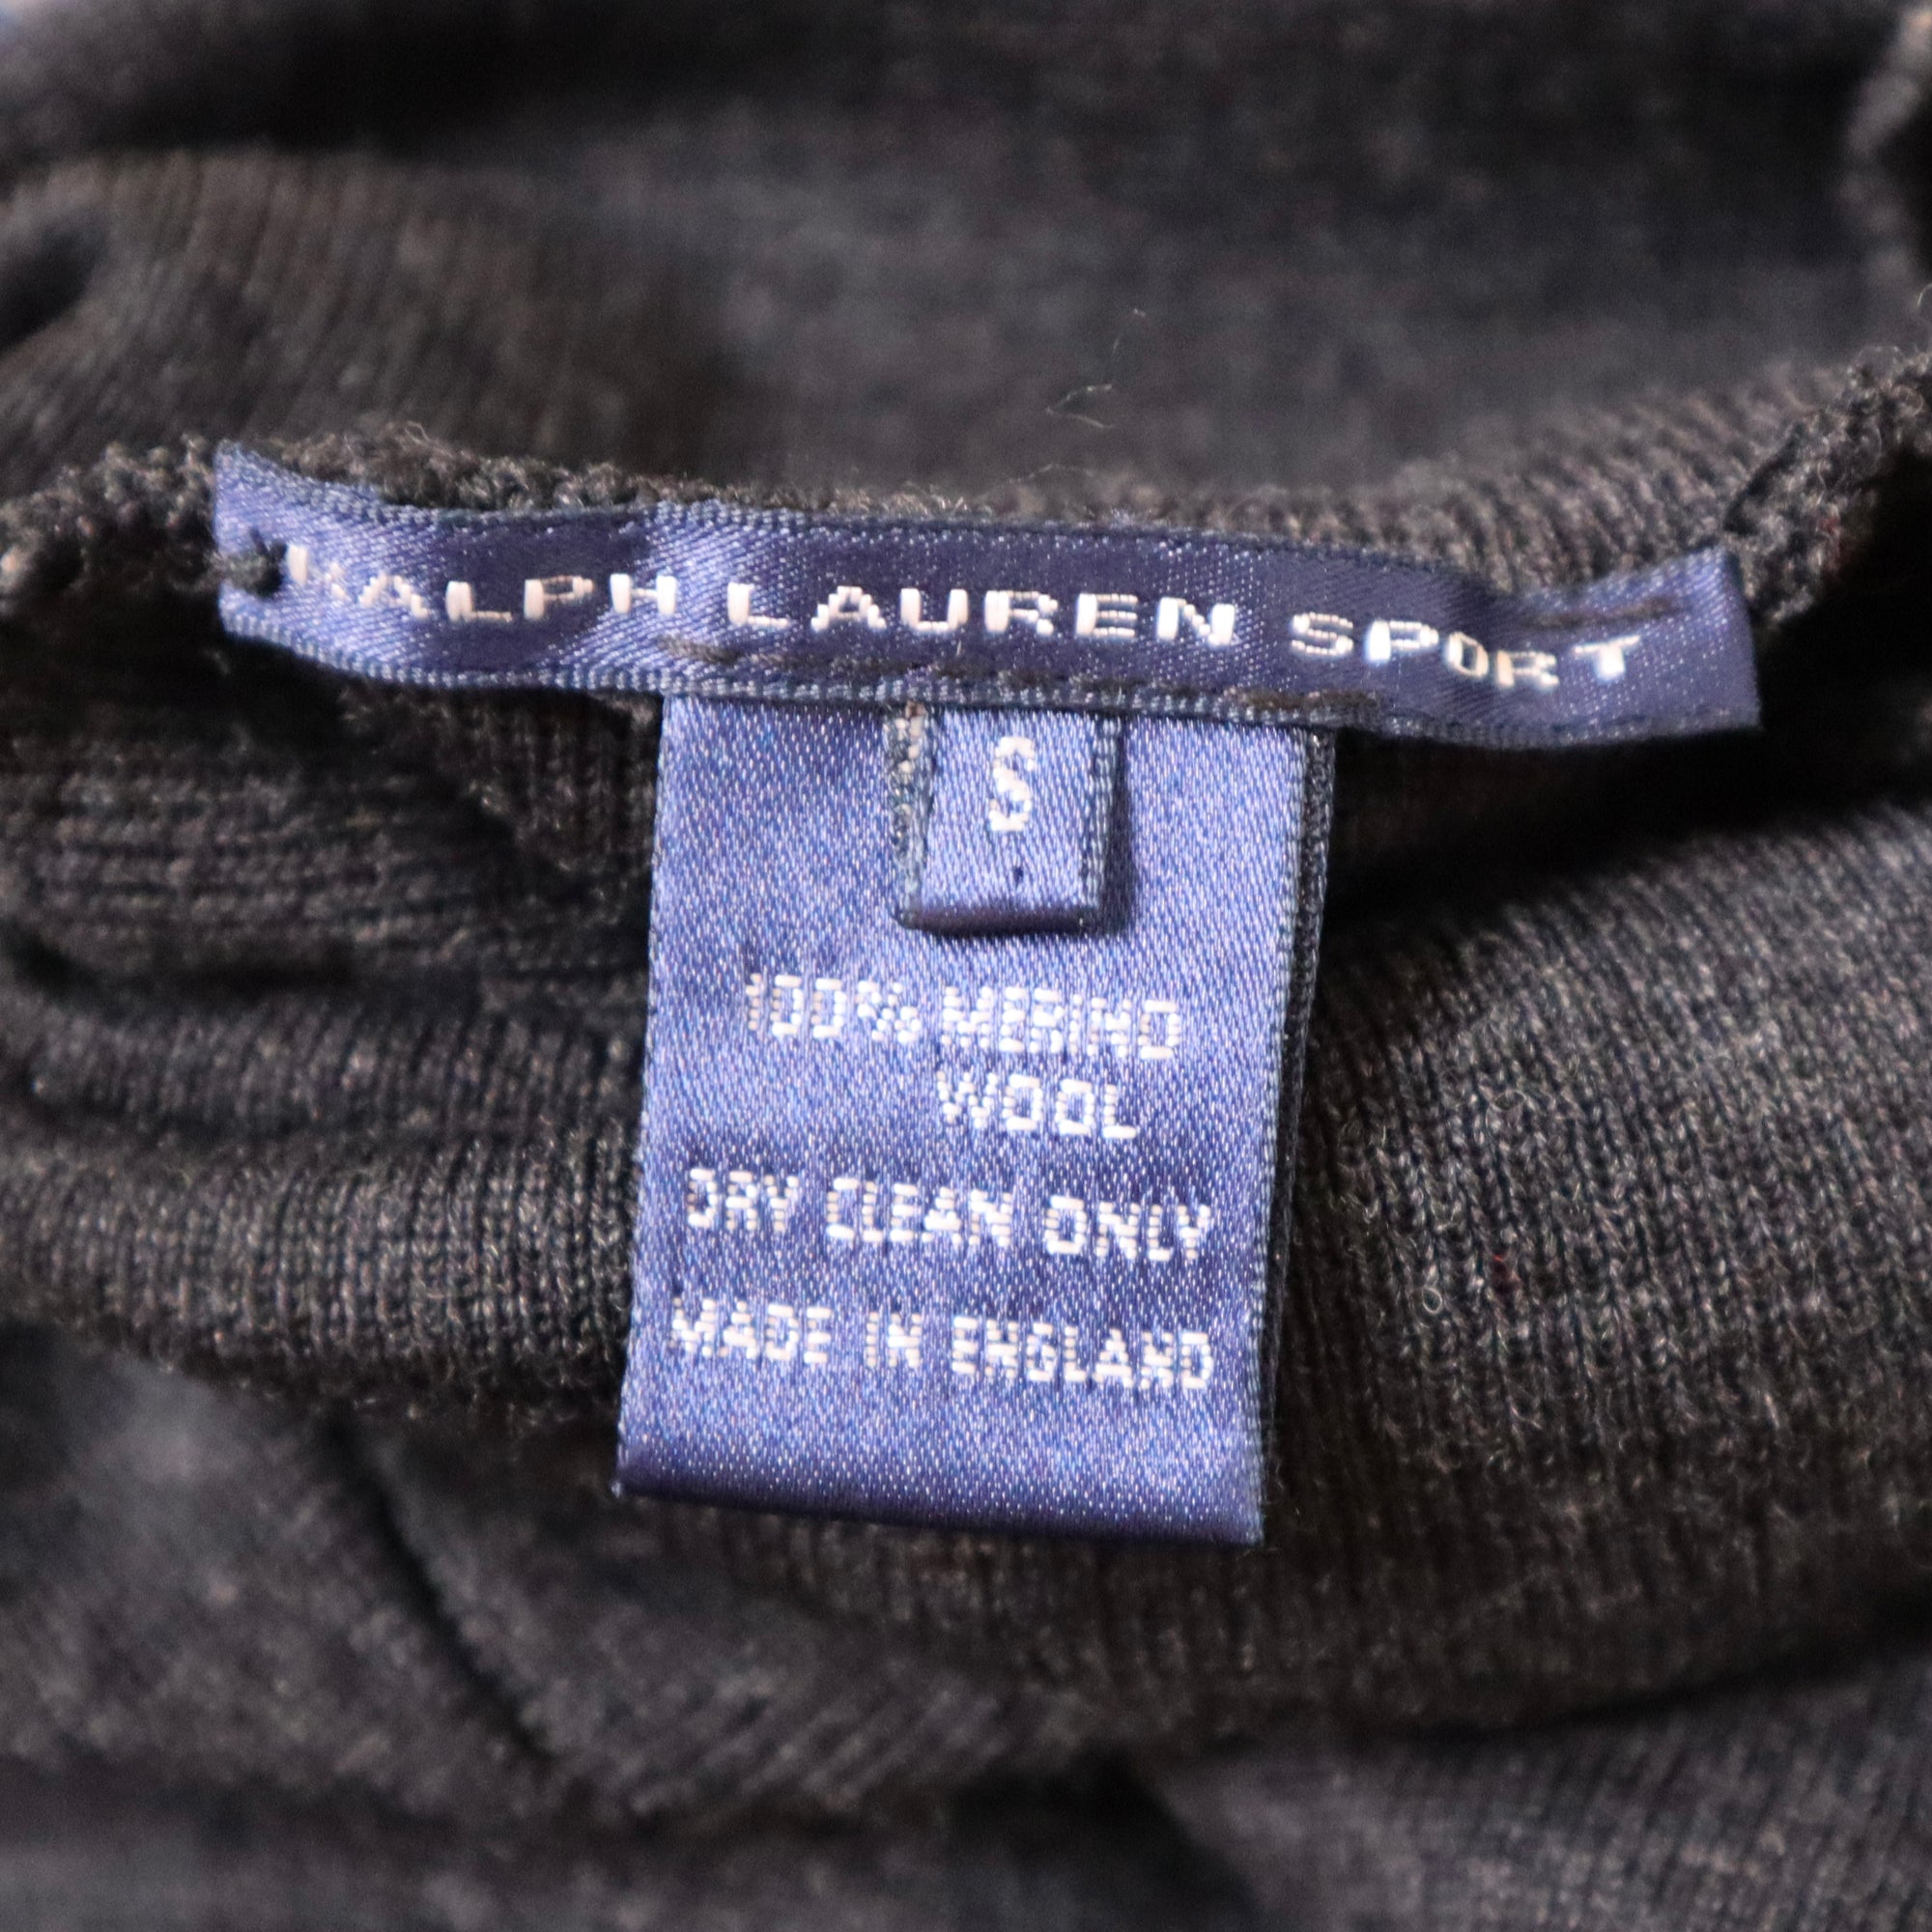 RALPH LAUREN SPORT
S
100% MERINO
WOOL
DRY CLEAN ONLY
MADE IN ENGLAND